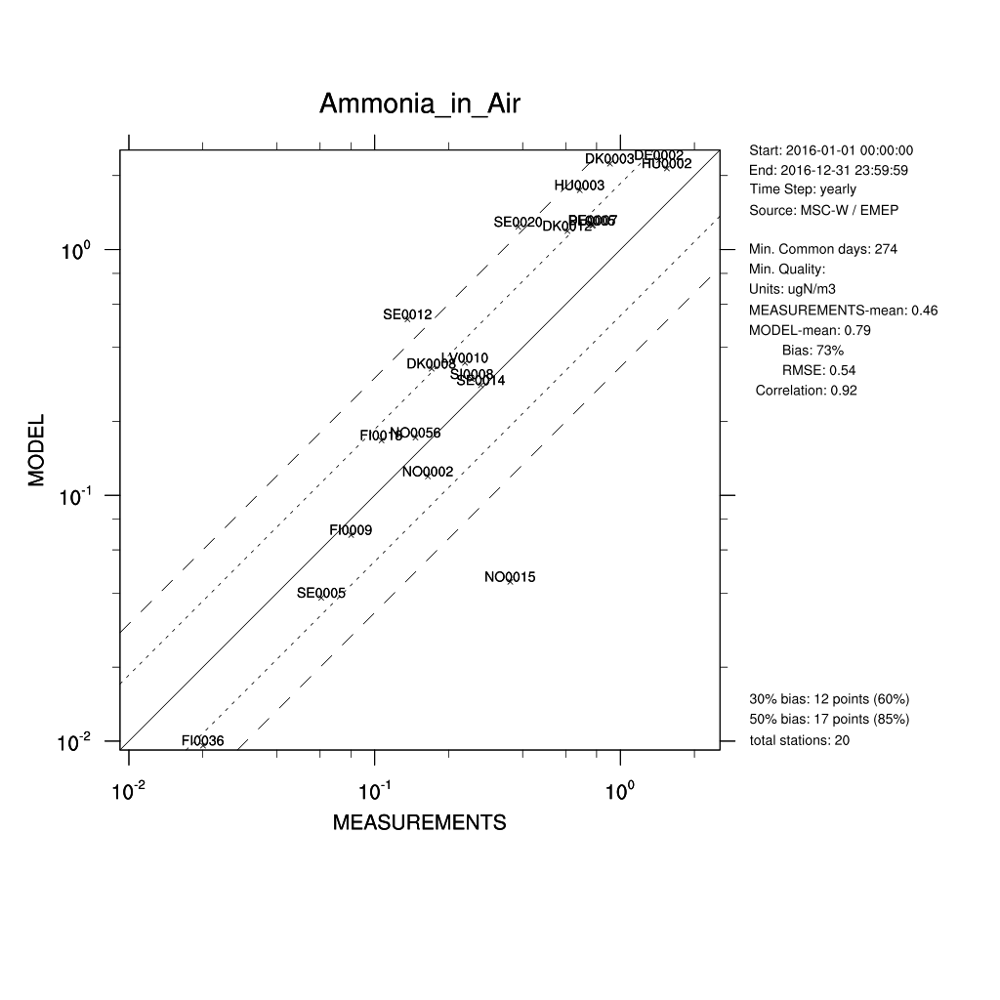 Ammonia_in_Air
Start: 2016-01-01 00:00:00
End: 2016-12-31 23:59:59
Time Step: yearly
Source: MSC-W / EMEP
Min. Common days: 274
Min. Quality:
Units: ugN/m3
MEASUREMENTS-mean: 0.46
MODEL-mean: 0.79
Bias: 73%
RMSE: 0.54
Correlation: 0.92
30% bias: 12 points (60%)
50% bias: 17 points (85%)
total stations: 20
MODEL
10^0
10^-1
10^-2
DK0003
DE0002
HU0002
HU0003
SE0020
DK0012
SE0012
LV0010
DK0008
SI0008
SE0014
NO0056
NO0002
FI0009
NO0015
SE0005
FI0036
10^-2
10^-1
10^0
MEASUREMENTS